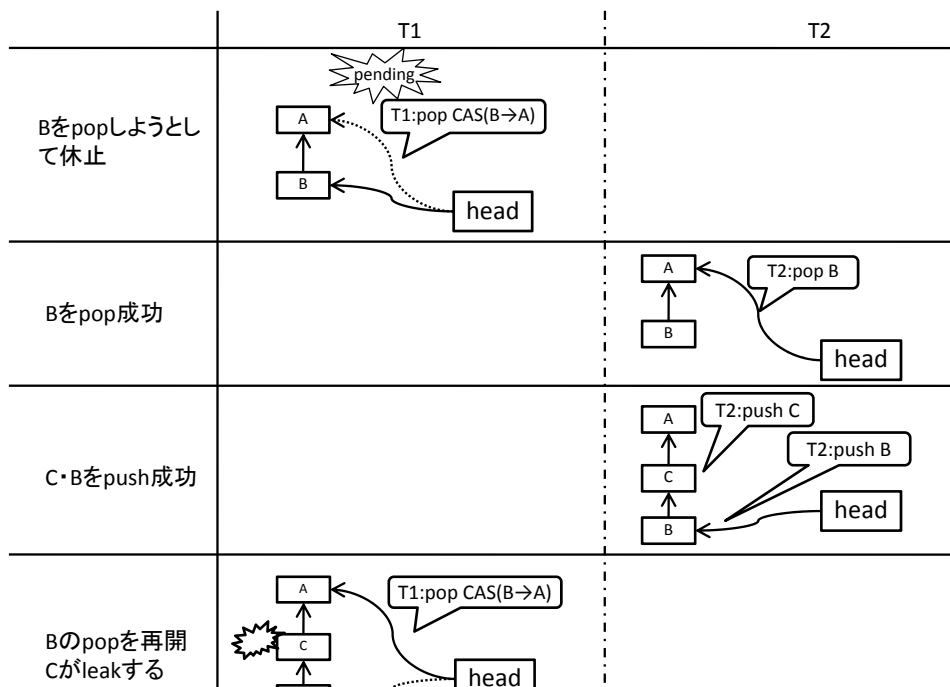 T1
T2
Bをpopしようとし
て休止
pending
T1:pop CAS(B→A)
A
B
head
Bをpop成功
T2:pop B
A
B
head
C・Bをpush成功
T2:push C
T2:push B
A
C
B
head
Bのpopを再開
Cがleakする
T1:pop CAS(B→A)
A
C
head